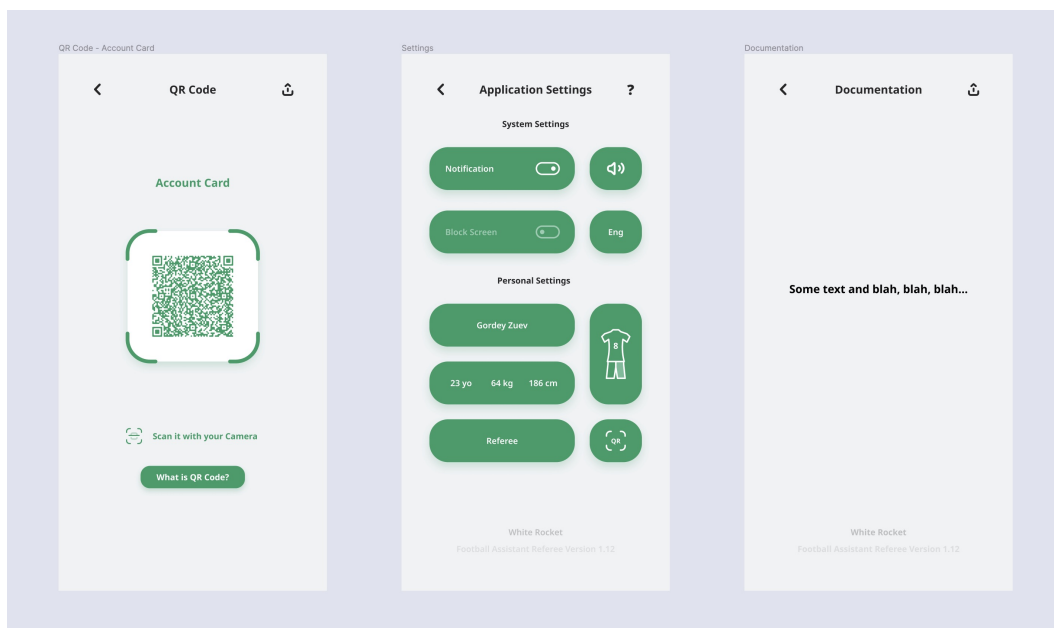 QR Code - Account Card
QR Code
Account Card
Scan it with your Camera
What is QR Code?
Settings
Application Settings ?
System Settings
Notification
Block Screen
Eng
Personal Settings
Gordey Zuev
8
23 yo 64 kg 186 cm
Referee
QR
White Rocket
Football Assistant Referee Version 1.12
Documentation
Documentation
Some text and blah, blah, blah...
White Rocket
Football Assistant Referee Version 1.12